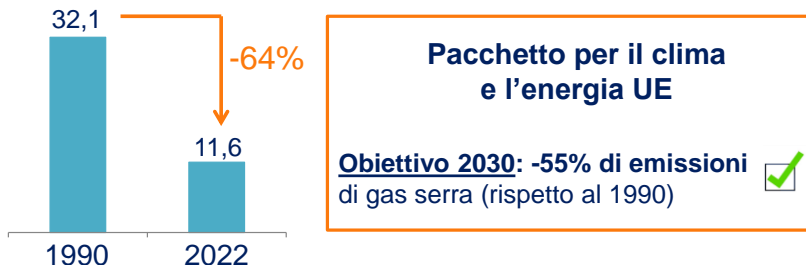 32,1
-64%
11,6
1990
2022
Pacchetto per il clima
e l'energia UE
Obiettivo 2030: -55% di emissioni
di gas serra (rispetto al 1990)